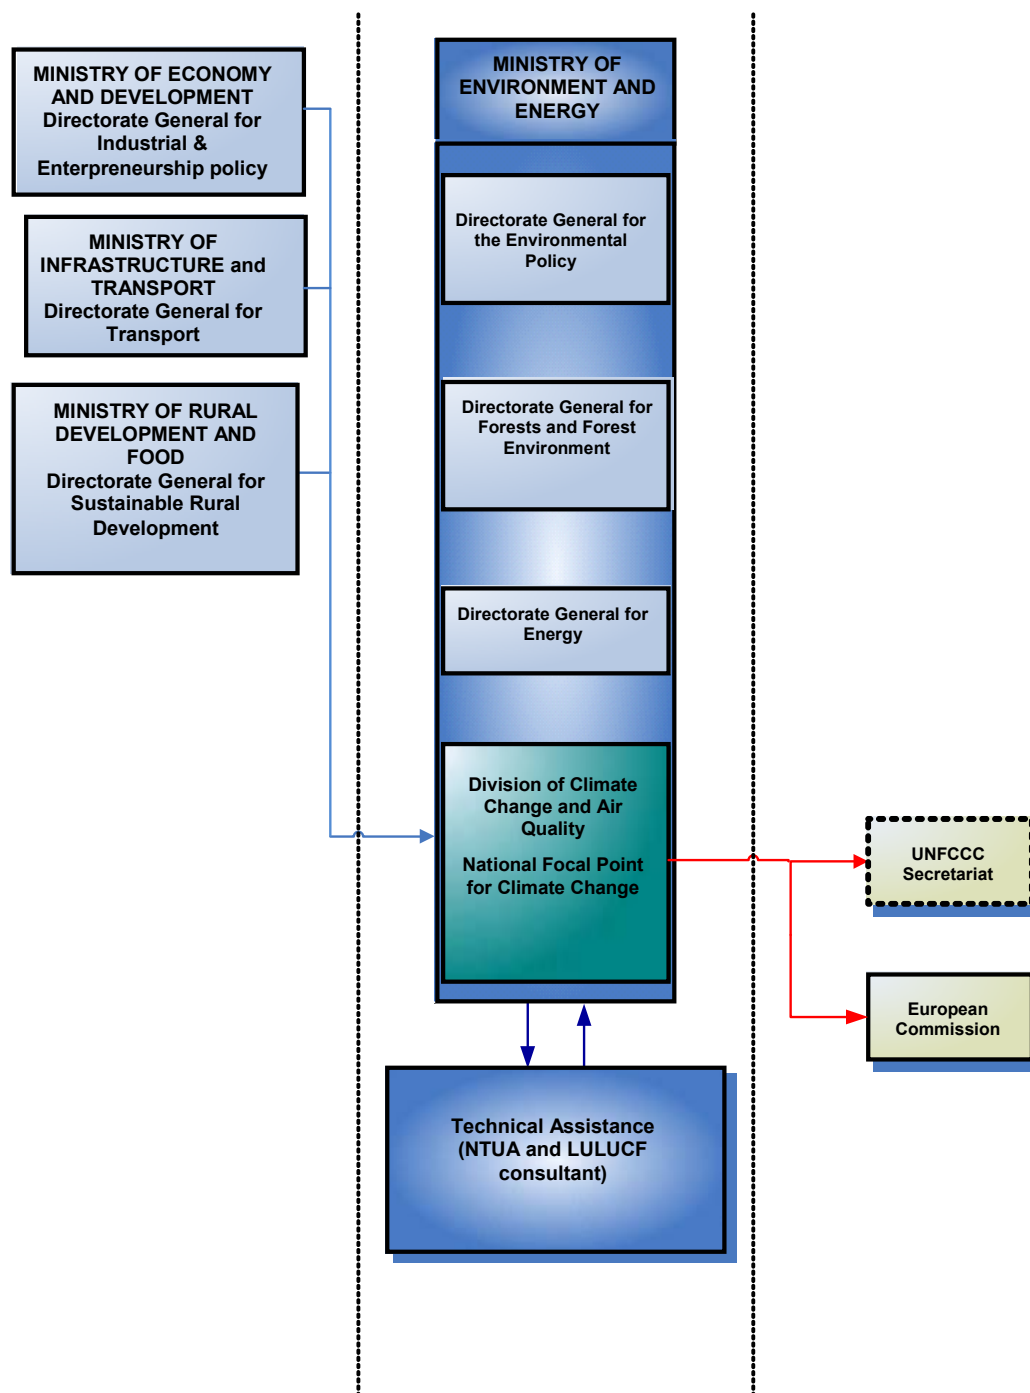 MINISTRY OF ECONOMY
AND DEVELOPMENT
Directorate General for
Industrial &
Enterpreneurship policy
MINISTRY OF
INFRASTRUCTURE and
TRANSPORT
Directorate General for
Transport
MINISTRY OF RURAL
DEVELOPMENT AND
FOOD
Directorate General for
Sustainable Rural
Development
MINISTRY OF
ENVIRONMENT AND
ENERGY
Directorate General for
the Environmental
Policy
Directorate General for
Forests and Forest
Environment
Directorate General for
Energy
Division of Climate
Change and Air
Quality
National Focal Point
for Climate Change
Technical Assistance
(NTUA and LULUCF
consultant)
UNFCCC
Secretariat
European
Commission